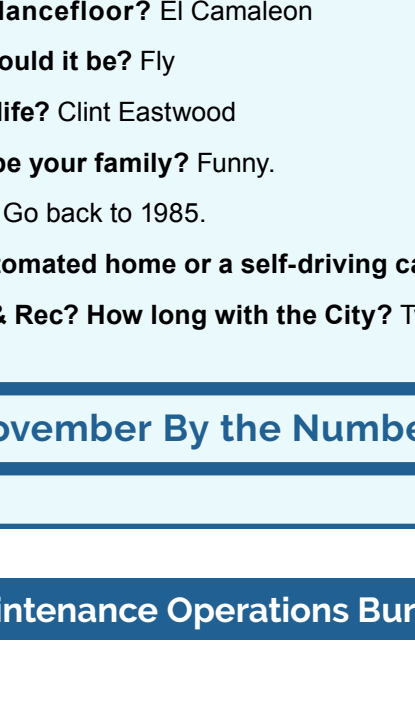 dancefloor? El Camaleon
ould it be? Fly
life? Clint Eastwood
be your family? Funny.
Go back to 1985.
tomated home or a self-driving ca
& Rec? How long with the City? T
ovember By the Numbe
intenance Operations Bur